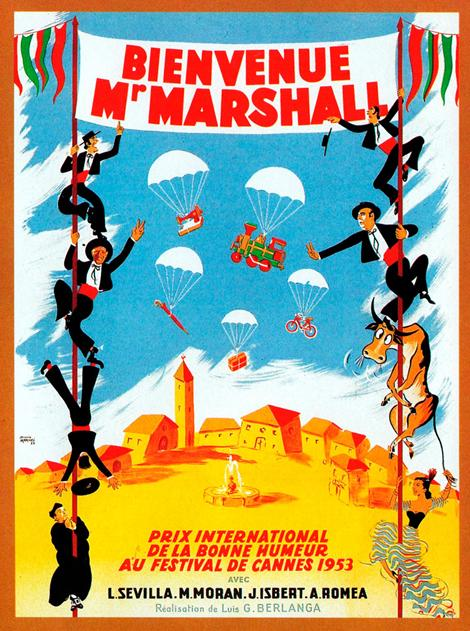 BIENVENUE
Mr MARSHALL
PRIX INTERNATIONAL
DE LA BONNE HUMEUR
AU FESTIVAL DE CANNES 1953
AVEC
L.SEVILLA.M.MORAN.J.ISBERT.A.ROMEA
Réalisation de Luis G.BERLANGA